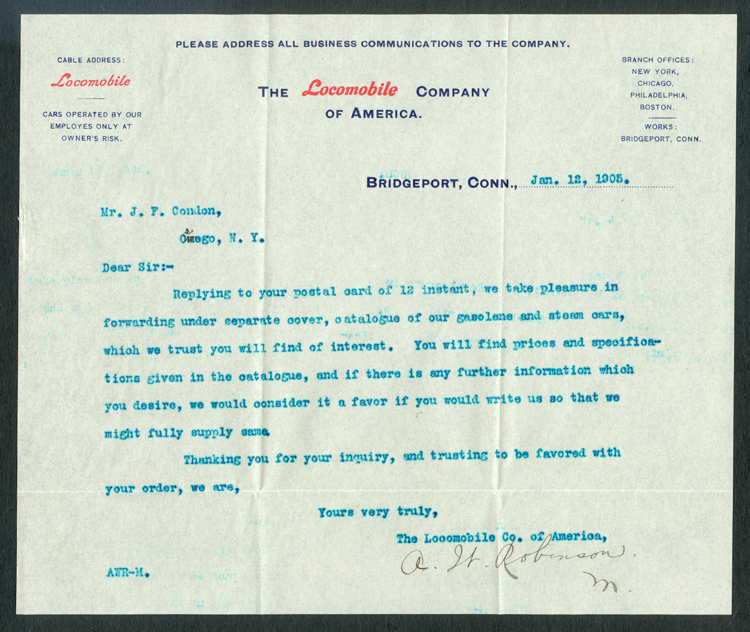 PLEASE ADDRESS ALL BUSINESS COMMUNICATIONS TO THE COMPANY.
CABLE ADDRESS:
Locomobile
CARS OPERATED BY OUR
EMPLOYES ONLY AT
OWNER'S RISK.
THE Locomobile COMPANY
OF AMERICA.
BRANCH OFFICES:
NEW YORK,
CHICAGO,
PHILADELPHIA,
BOSTON.
WORKS:
BRIDGEPORT, CONN.
BRIDGEPORT, CONN., Jan. 12, 1905.
Mr. J. F. Condon,
N. Y.
Dear Sir:-
Replying to your postal card of 12 instant, we take pleasure in
forwarding under separate cover, catalogue of our gasolene and steam cars,
which we trust you will find of interest. You will find prices and specifica-
tions given in the catalogue, and if there is any further information which
you desire, we would consider it a favor if you would write us so that we
might fully supply same.
Thanking you for your inquiry, and trusting to be favored with
your order, we are,
Yours very truly,
The Locomobile Co. of America,
A. W. Robinson.
M.
AWR-M.